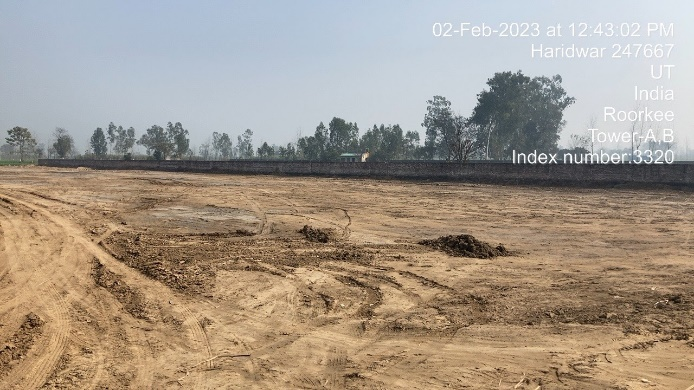 02-Feb-2023 at 12:43:02 PM
Haridwar 247667
UT
India
Roorkee
Tower-A.B
Index number:3320